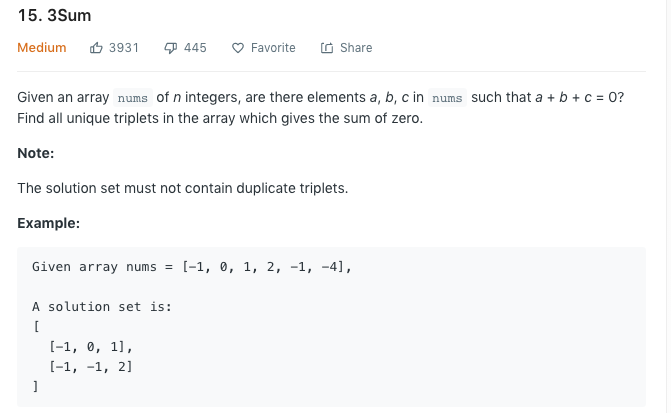 15. 3Sum
Medium 3931 445 Favorite Share
Given an array nums of n integers, are there elements a, b, c in nums such that a + b + c = 0?
Find all unique triplets in the array which gives the sum of zero.
Note:
The solution set must not contain duplicate triplets.
Example:
Given array nums = [-1, 0, 1, 2, -1, -4],
A solution set is:
[
[-1, 0, 1],
[-1, -1, 2]
]